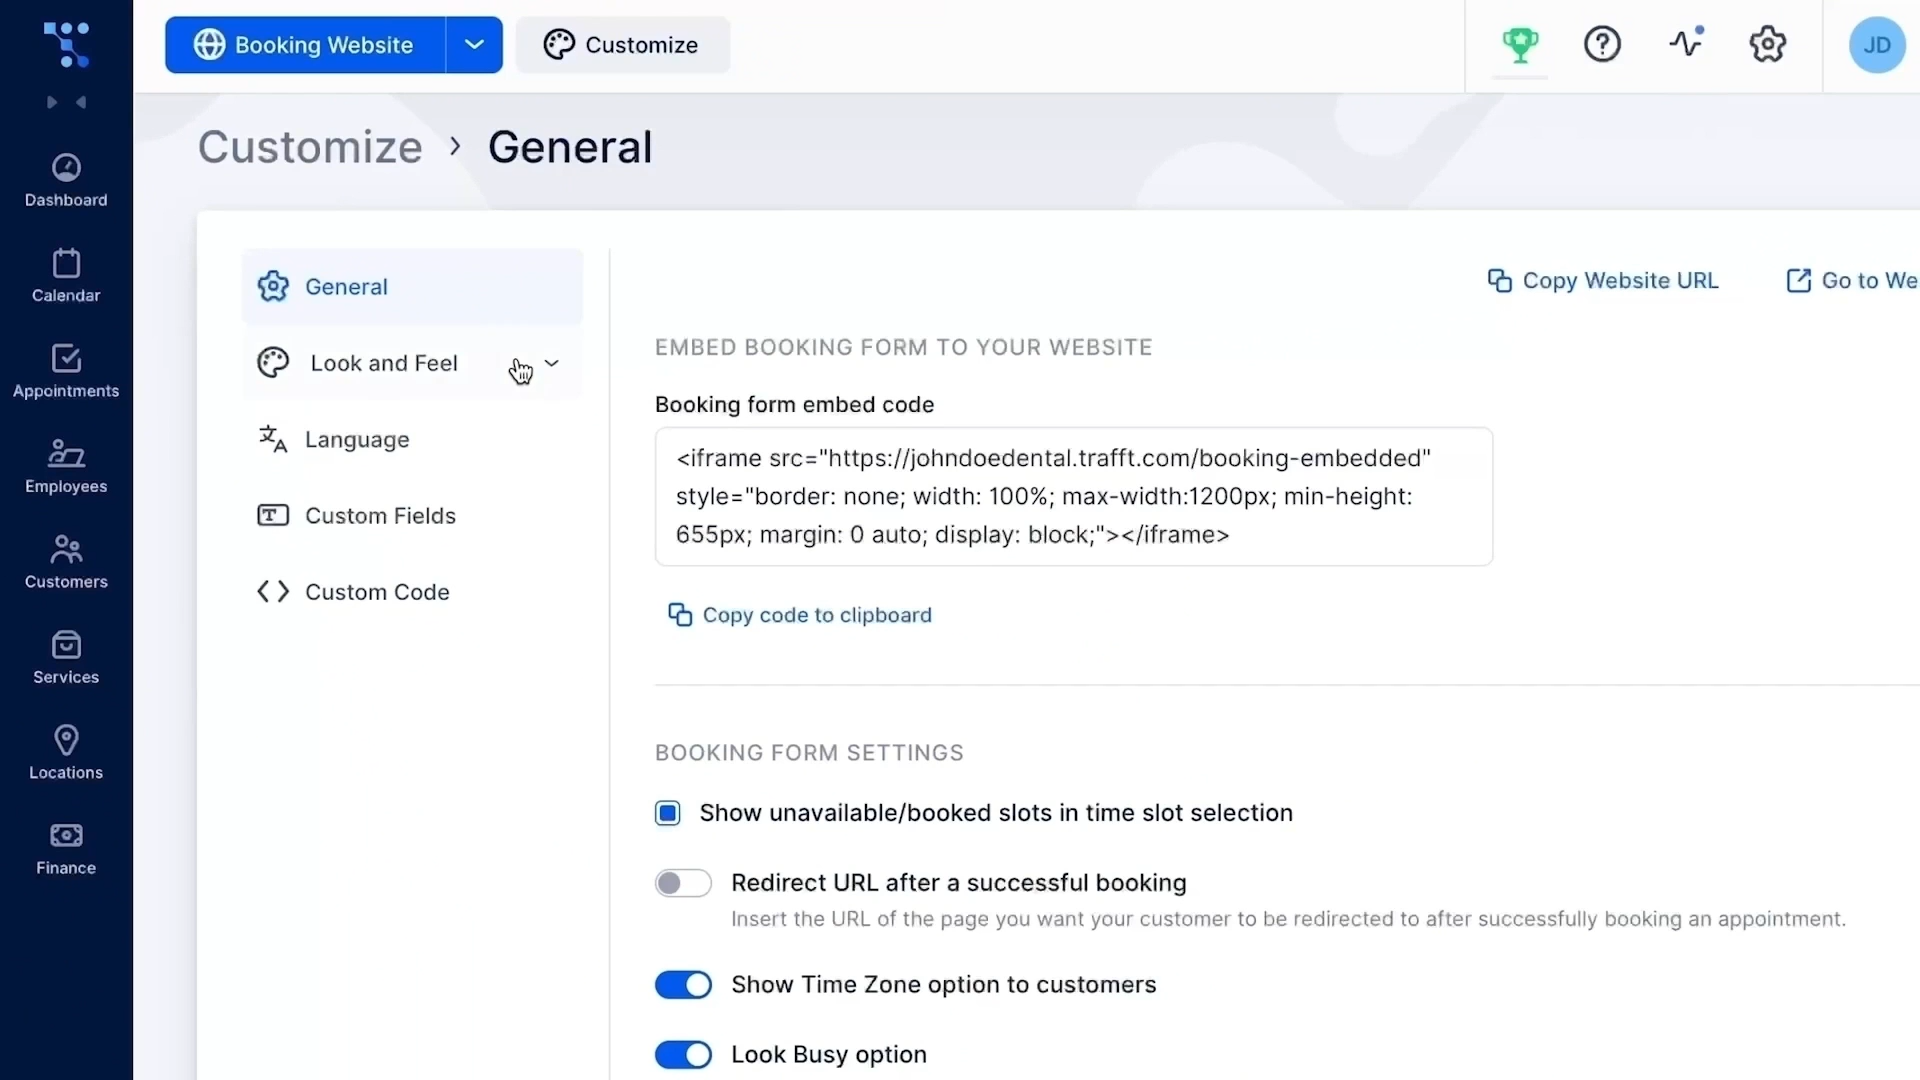 Booking Website
Customize
JD
Customize › General
Dashboard
Calendar
Appointments
Employees
Customers
Services
Locations
Finance
General
Look and Feel
Language
Custom Fields
Custom Code
Copy Website URL
Go to We
EMBED BOOKING FORM TO YOUR WEBSITE
Booking form embed code
<iframe src="https://johndoedental.trafft.com/booking-embedded"
style="border: none; width: 100%; max-width:1200px; min-height:
655px; margin: 0 auto; display: block;"></iframe>
Copy code to clipboard
BOOKING FORM SETTINGS
Show unavailable/booked slots in time slot selection
Redirect URL after a successful booking
Insert the URL of the page you want your customer to be redirected to after successfully booking an appointment.
Show Time Zone option to customers
Look Busy option